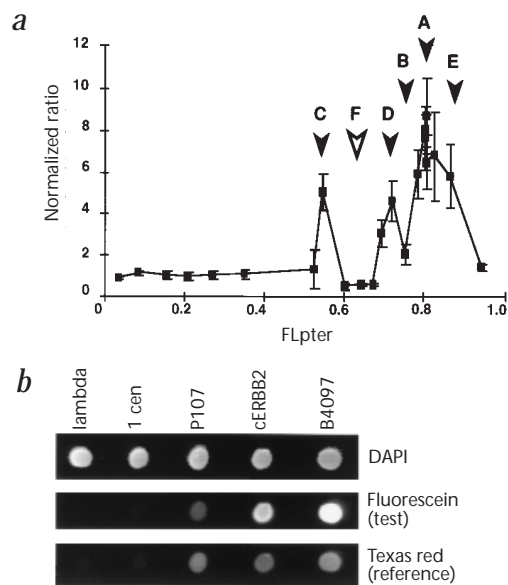 a
A
B
E
C
F
D
Normalized ratio
12
10
8
6
4
2
0
0.0
0.2
0.4
0.6
0.8
1.0
FLpter
b
lambda
1 cen
P107
cERBB2
B4097
DAPI
Fluorescein
(test)
Texas red
(reference)